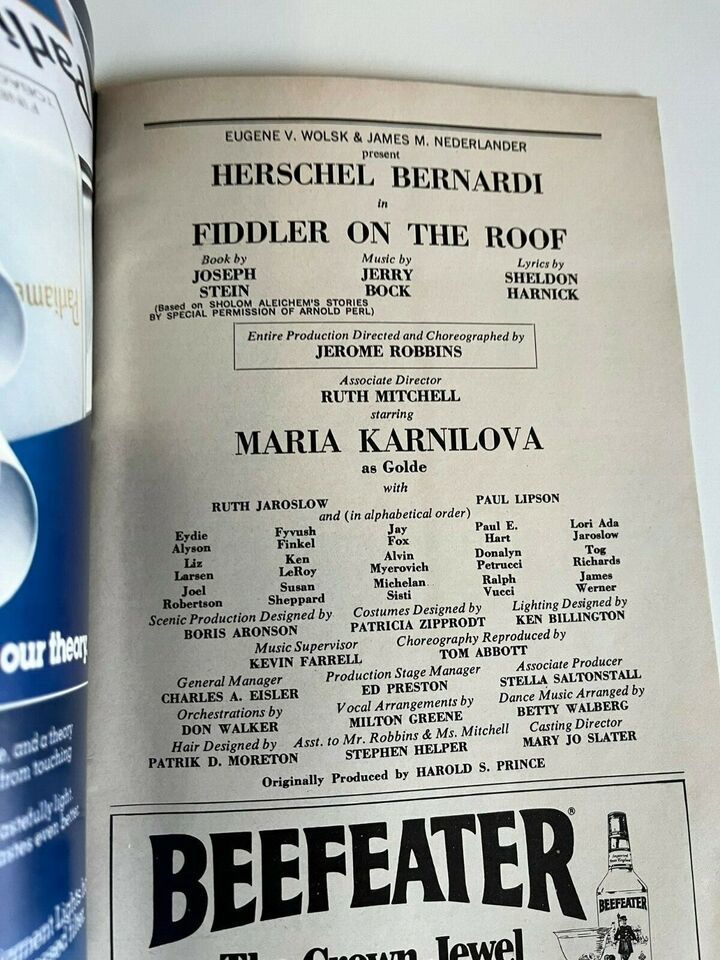 EUGENE V. WOLSK & JAMES M. NEDERLANDER
present
HERSCHEL BERNARDI
in
FIDDLER ON THE ROOF
Book by Music by Lyrics by
JOSEPH JERRY SHELDON
STEIN BOCK HARNICK
(Based on SHOLOM ALEICHEM'S STORIES
BY SPECIAL PERMISSION OF ARNOLD PERL)
Entire Production Directed and Choreographed by
JEROME ROBBINS
Associate Director
RUTH MITCHELL
starring
MARIA KARNILOVA
as Golde
with
RUTH JAROSLOW PAUL LIPSON
and (in alphabetical order)
Eydie Fyvush Jay Paul E. Lori Ada
Alyson Finkel Fox Hart Jaroslow
Liz Ken Alvin Donalyn Tog
Larsen LeRoy Myerovich Petrucci Richards
Joel Susan Michelan Ralph James
Robertson Sheppard Sisti Vucci Werner
Scenic Production Designed by Costumes Designed by Lighting Designed by
BORIS ARONSON PATRICIA ZIPPRODT KEN BILLINGTON
Music Supervisor Choreography Reproduced by
KEVIN FARRELL TOM ABBOTT
General Manager Production Stage Manager Associate Producer
CHARLES A. EISLER ED PRESTON STELLA SALTONSTALL
Orchestrations by Vocal Arrangements by Dance Music Arranged by
DON WALKER MILTON GREENE BETTY WALBERG
Hair Designed by Asst. to Mr. Robbins & Ms. Mitchell Casting Director
PATRIK D. MORETON STEPHEN HELPER MARY JO SLATER
Originally Produced by HAROLD S. PRINCE
BEEFEATER®
BEEFEATER
The Crown Jewel
Parliame
our theory
and a theory
from touching
tastefully light
tastes even better